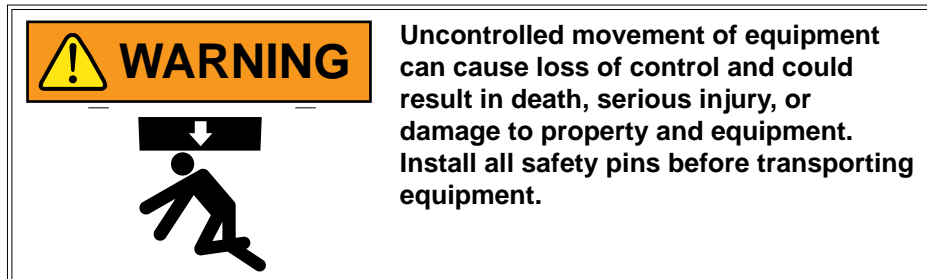 WARNING
Uncontrolled movement of equipment
can cause loss of control and could
result in death, serious injury, or
damage to property and equipment.
Install all safety pins before transporting
equipment.